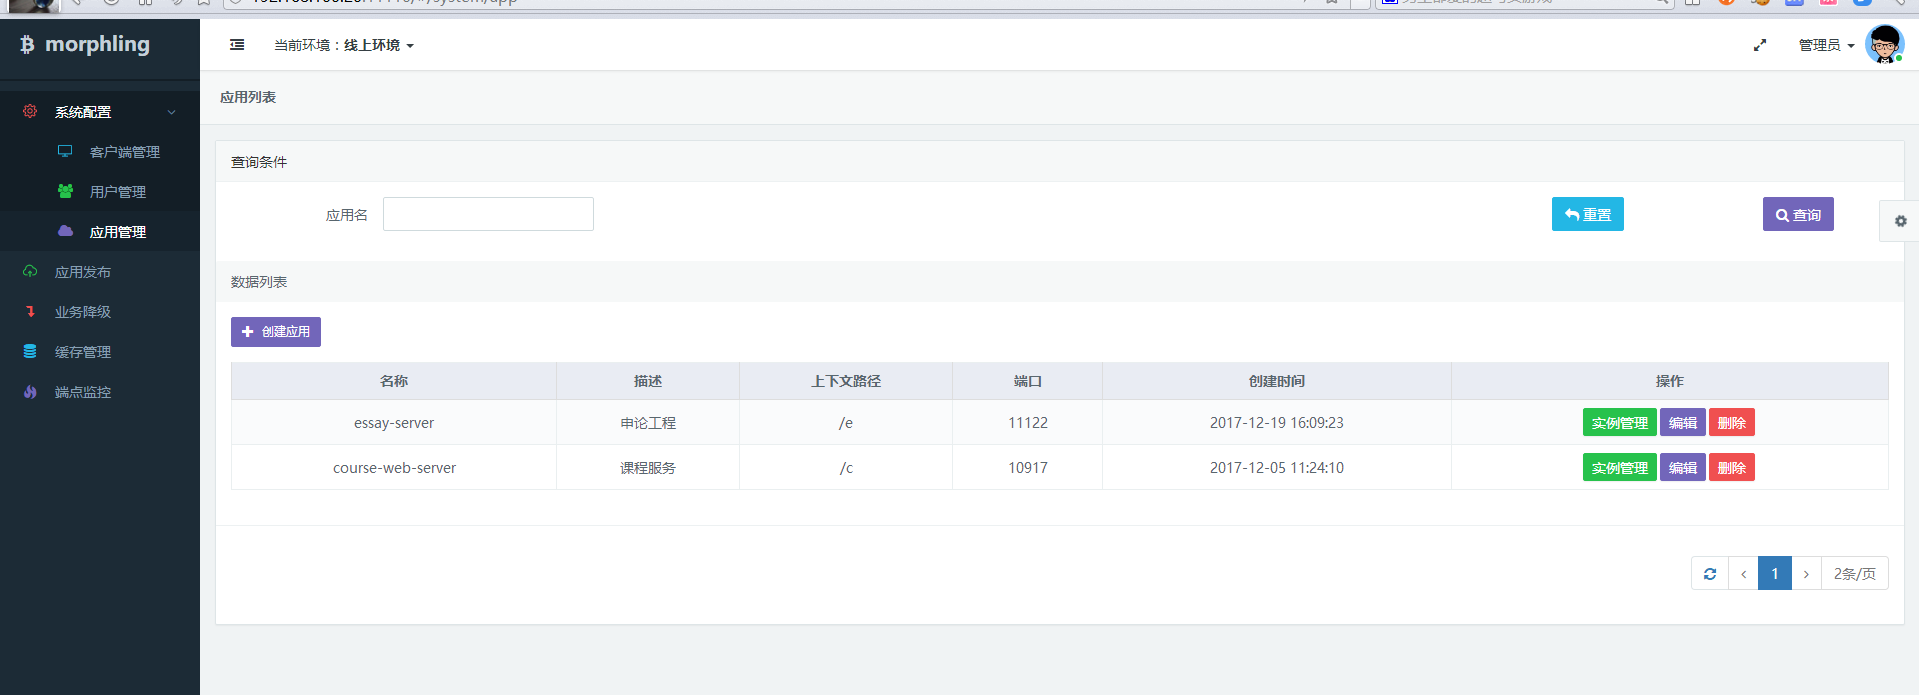 morphling
当前环境：线上环境
管理员
系统配置
客户端管理
用户管理
应用管理
应用发布
业务降级
缓存管理
端点监控
应用列表
查询条件
应用名
重置
查询
数据列表
创建应用
名称 描述 上下文路径 端口 创建时间 操作
essay-server 申论工程 /e 11122 2017-12-19 16:09:23 实例管理 编辑 删除
course-web-server 课程服务 /c 10917 2017-12-05 11:24:10 实例管理 编辑 删除
‹ 1 › 2条/页